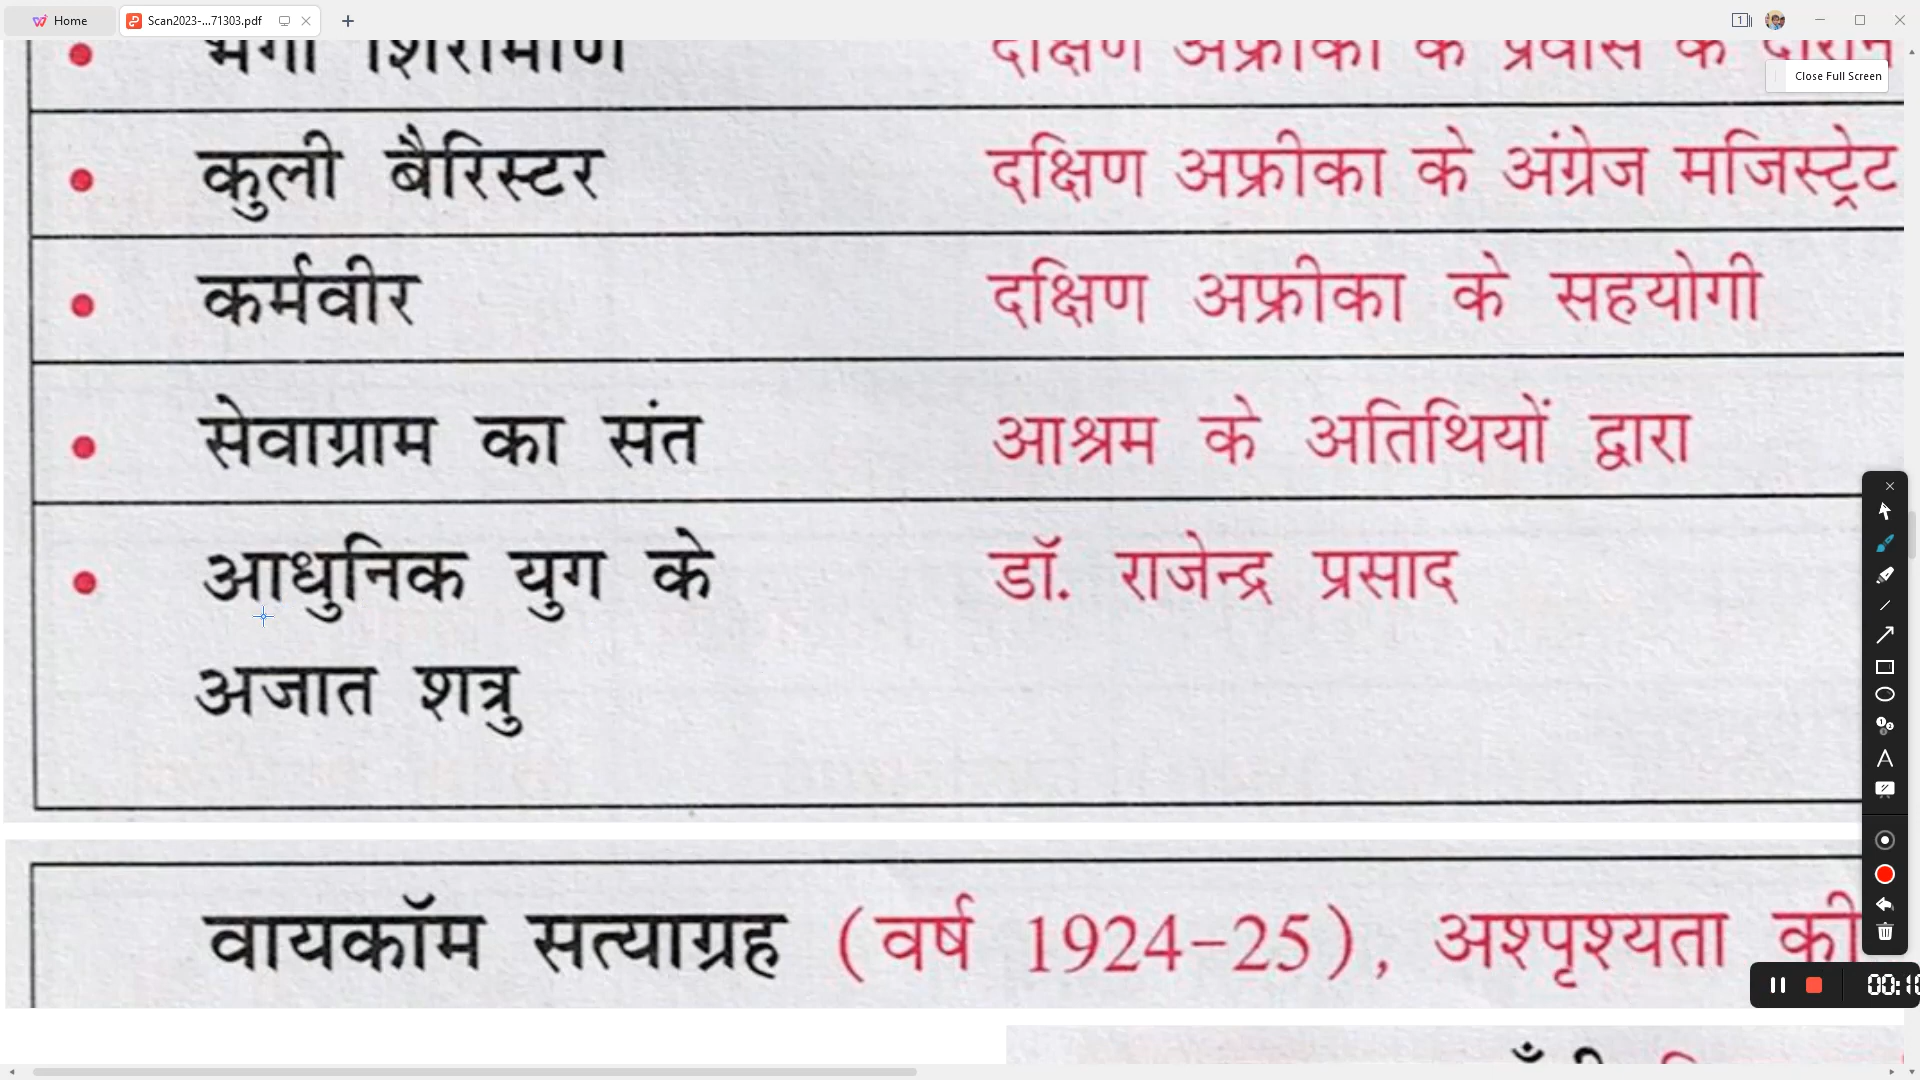 Home
Scan2023-...71303.pdf
1
Close Full Screen
कुली बैरिस्टर दक्षिण अफ्रीका के अंग्रेज मजिस्ट्रेट
कर्मवीर दक्षिण अफ्रीका के सहयोगी
सेवाग्राम का संत आश्रम के अतिथियों द्वारा
आधुनिक युग के डॉ. राजेन्द्र प्रसाद
अजात शत्रु
वायकॉम सत्याग्रह (वर्ष 1924-25), अश्पृश्यता की